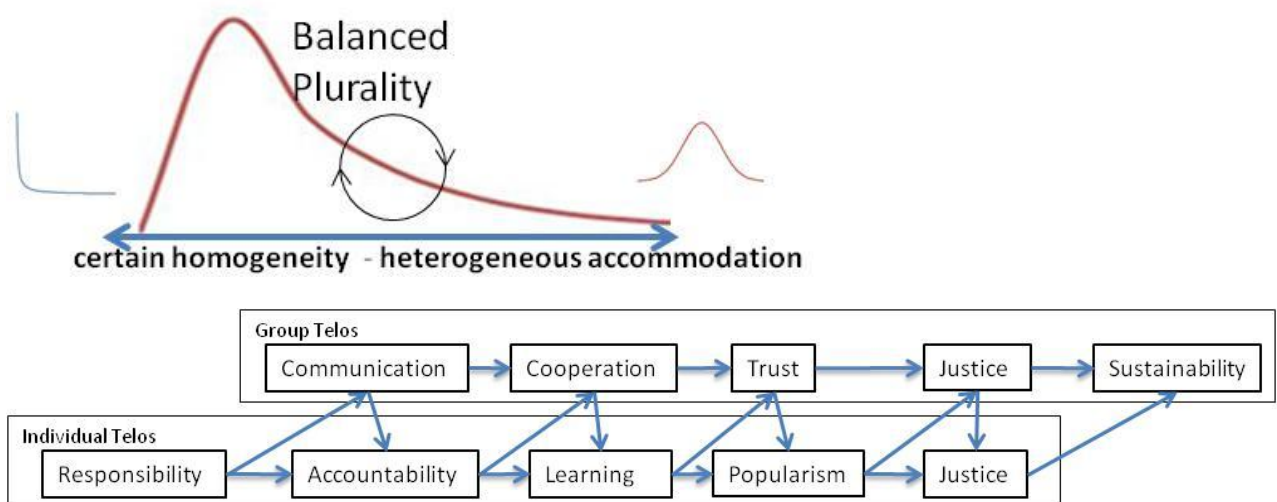 Balanced
Plurality
certain homogeneity - heterogeneous accommodation
Group Telos
Communication
Cooperation
Trust
Justice
Sustainability
Individual Telos
Responsibility
Accountability
Learning
Popularism
Justice